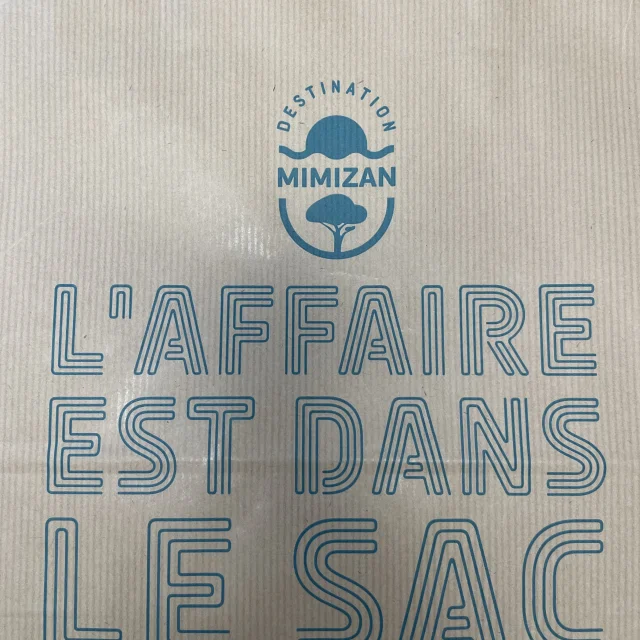 DESTINATION
MIMIZAN
L'AFFAIRE
EST DANS
LE SAC